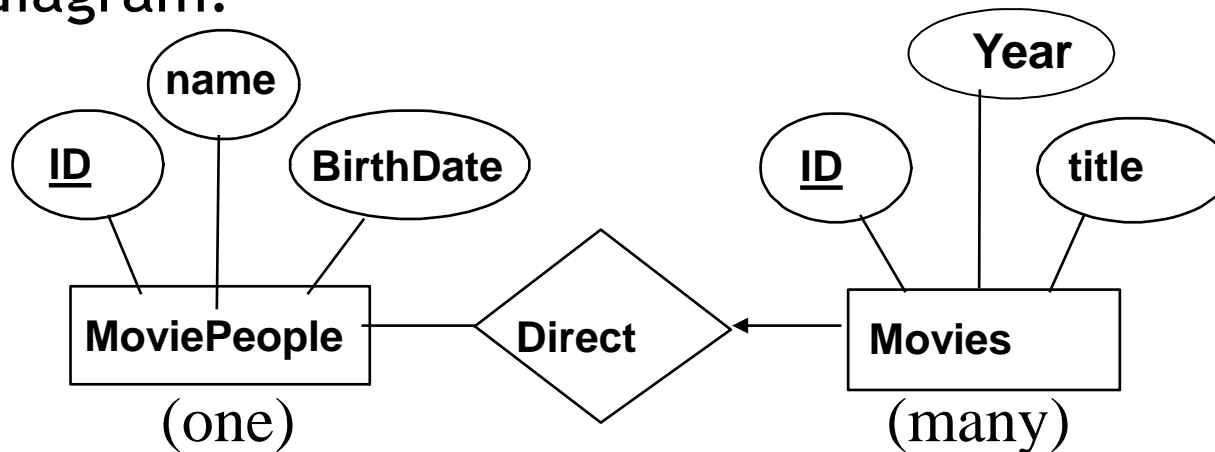 diagram.
name
Year
ID
BirthDate
ID
title
MoviePeople
Direct
Movies
(one)
(many)